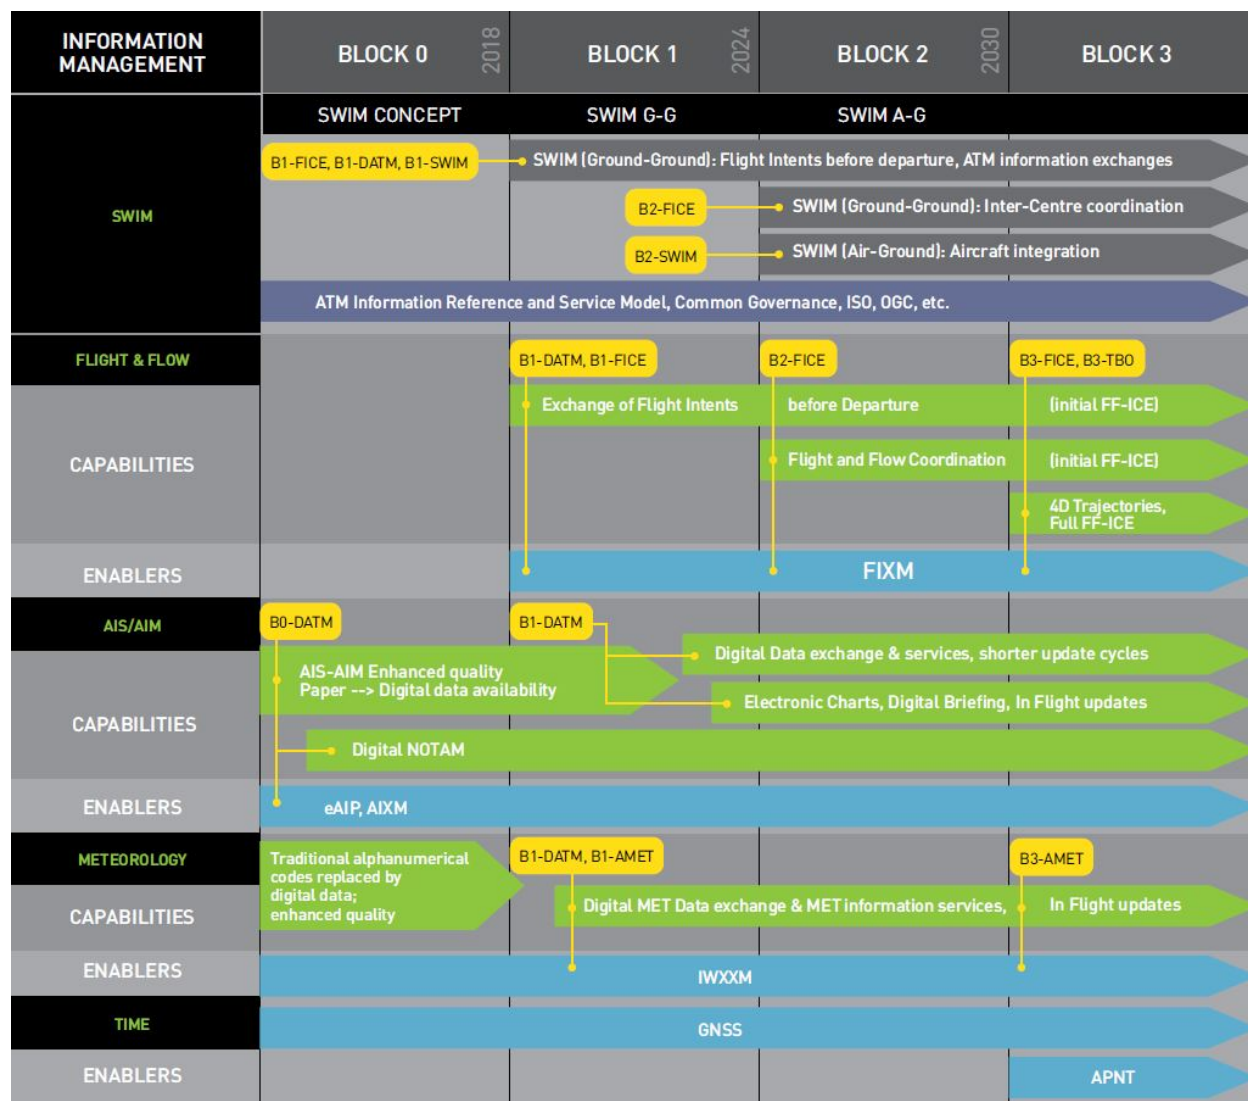 INFORMATION
MANAGEMENT
BLOCK 0
2018
BLOCK 1
2024
BLOCK 2
2030
BLOCK 3
SWIM CONCEPT
SWIM G-G
SWIM A-G
SWIM
B1-FICE, B1-DATM, B1-SWIM
SWIM (Ground-Ground): Flight Intents before departure, ATM information exchanges
B2-FICE
SWIM (Ground-Ground): Inter-Centre coordination
B2-SWIM
SWIM (Air-Ground): Aircraft integration
ATM Information Reference and Service Model, Common Governance, ISO, OGC, etc.
FLIGHT & FLOW
B1-DATM, B1-FICE
B2-FICE
B3-FICE, B3-TBO
CAPABILITIES
Exchange of Flight Intents before Departure (initial FF-ICE)
Flight and Flow Coordination (initial FF-ICE)
4D Trajectories,
Full FF-ICE
ENABLERS
FIXM
AIS/AIM
B0-DATM
B1-DATM
CAPABILITIES
AIS-AIM Enhanced quality
Paper --> Digital data availability
Digital Data exchange & services, shorter update cycles
Electronic Charts, Digital Briefing, In Flight updates
Digital NOTAM
ENABLERS
eAIP, AIXM
METEOROLOGY
Traditional alphanumerical
codes replaced by
digital data;
enhanced quality
B1-DATM, B1-AMET
B3-AMET
CAPABILITIES
Digital MET Data exchange & MET information services, In Flight updates
ENABLERS
IWXXM
TIME
GNSS
ENABLERS
APNT